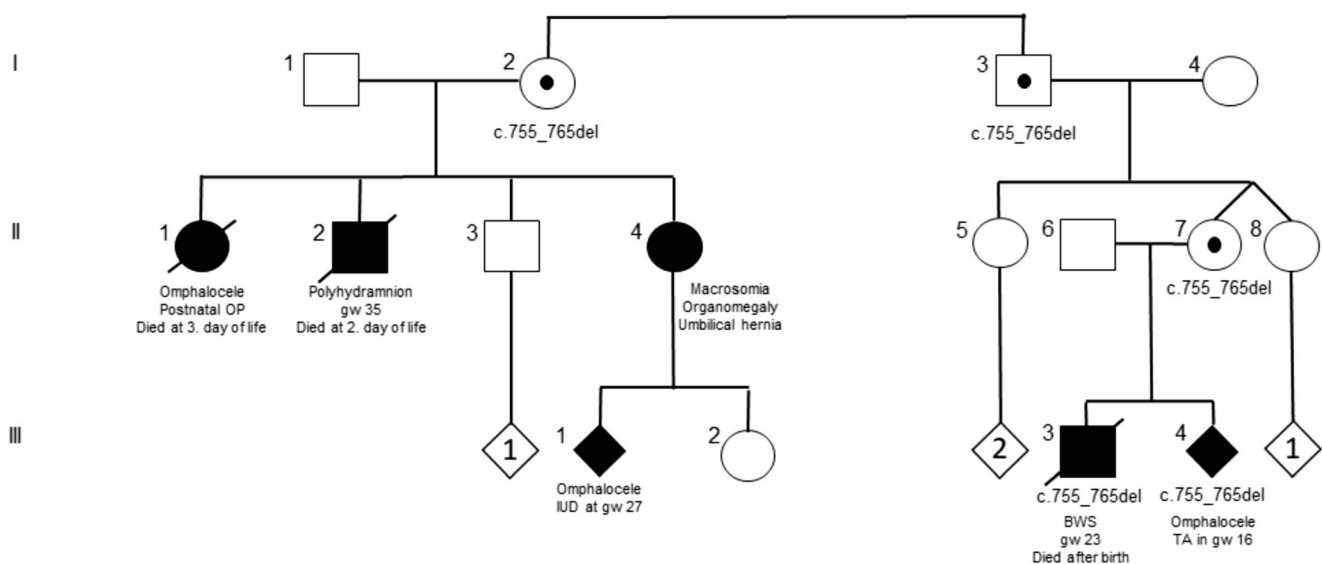 I
1
2
3
4
c.755_765del
c.755_765del
II
1
2
3
4
5
6
7
8
Omphalocele
Postnatal OP
Died at 3. day of life
Polyhydramnion
gw 35
Died at 2. day of life
Macrosomia
Organomegaly
Umbilical hernia
c.755_765del
III
1
1
2
2
3
4
1
Omphalocele
IUD at gw 27
c.755_765del
BWS
gw 23
Died after birth
c.755_765del
Omphalocele
TA in gw 16